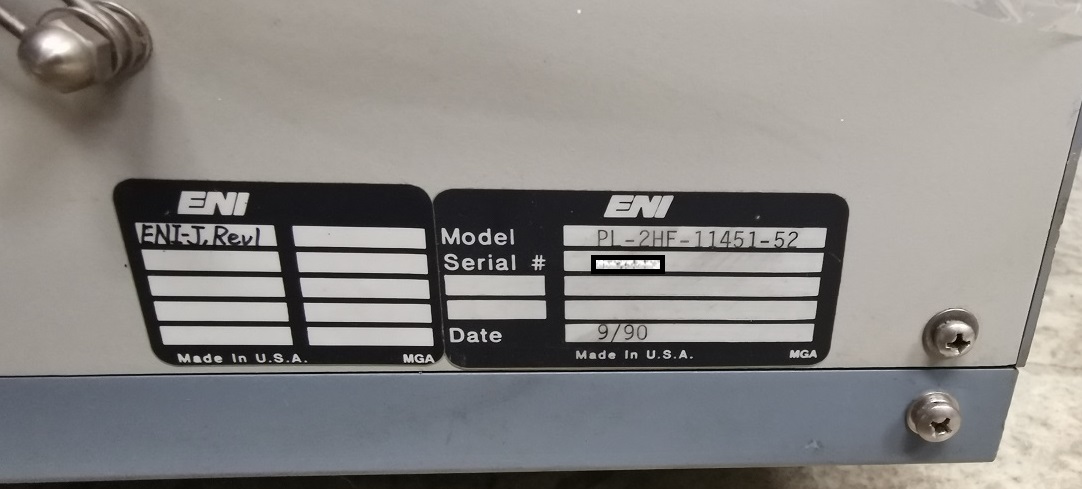 ENI
ENI-J, Rev1
Made In U.S.A. MGA
ENI
Model PL-2HF-11451-52
Serial #
Date 9/90
Made In U.S.A. MGA